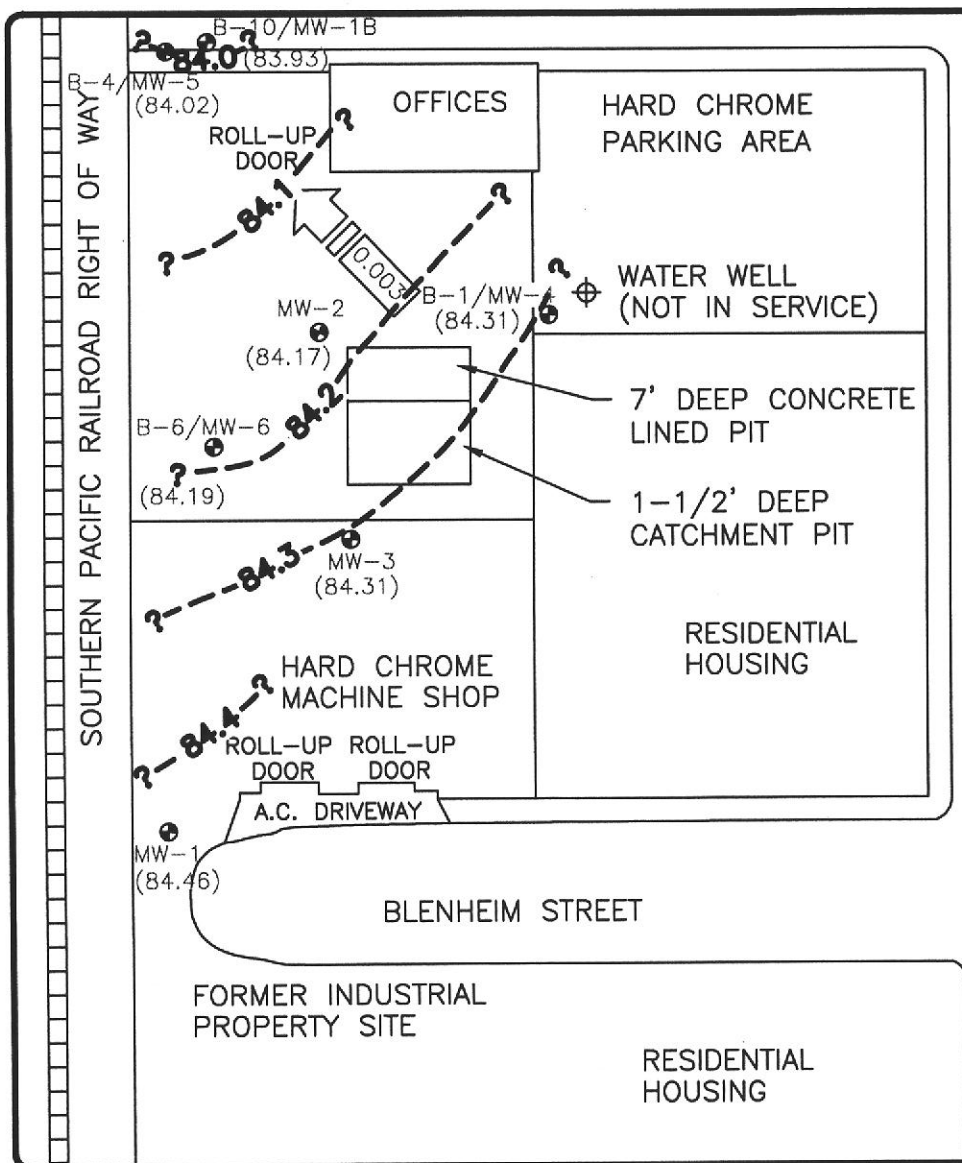 B-10/MW-1B
? 84.0 ?
(83.93)
B-4/MW-5
(84.02)
OFFICES
HARD CHROME
PARKING AREA
ROLL-UP
DOOR
?
84.1
?
?
0.003
?
WATER WELL
(NOT IN SERVICE)
B-1/MW-4
(84.31)
MW-2
(84.17)
84.2
7' DEEP CONCRETE
LINED PIT
B-6/MW-6
?
(84.19)
1-1/2' DEEP
CATCHMENT PIT
MW-3
(84.31)
84.3
?
SOUTHERN PACIFIC RAILROAD RIGHT OF WAY
RESIDENTIAL
HOUSING
HARD CHROME
MACHINE SHOP
?
84.4
?
ROLL-UP
DOOR
ROLL-UP
DOOR
A.C. DRIVEWAY
MW-1
(84.46)
BLENHEIM STREET
FORMER INDUSTRIAL
PROPERTY SITE
RESIDENTIAL
HOUSING